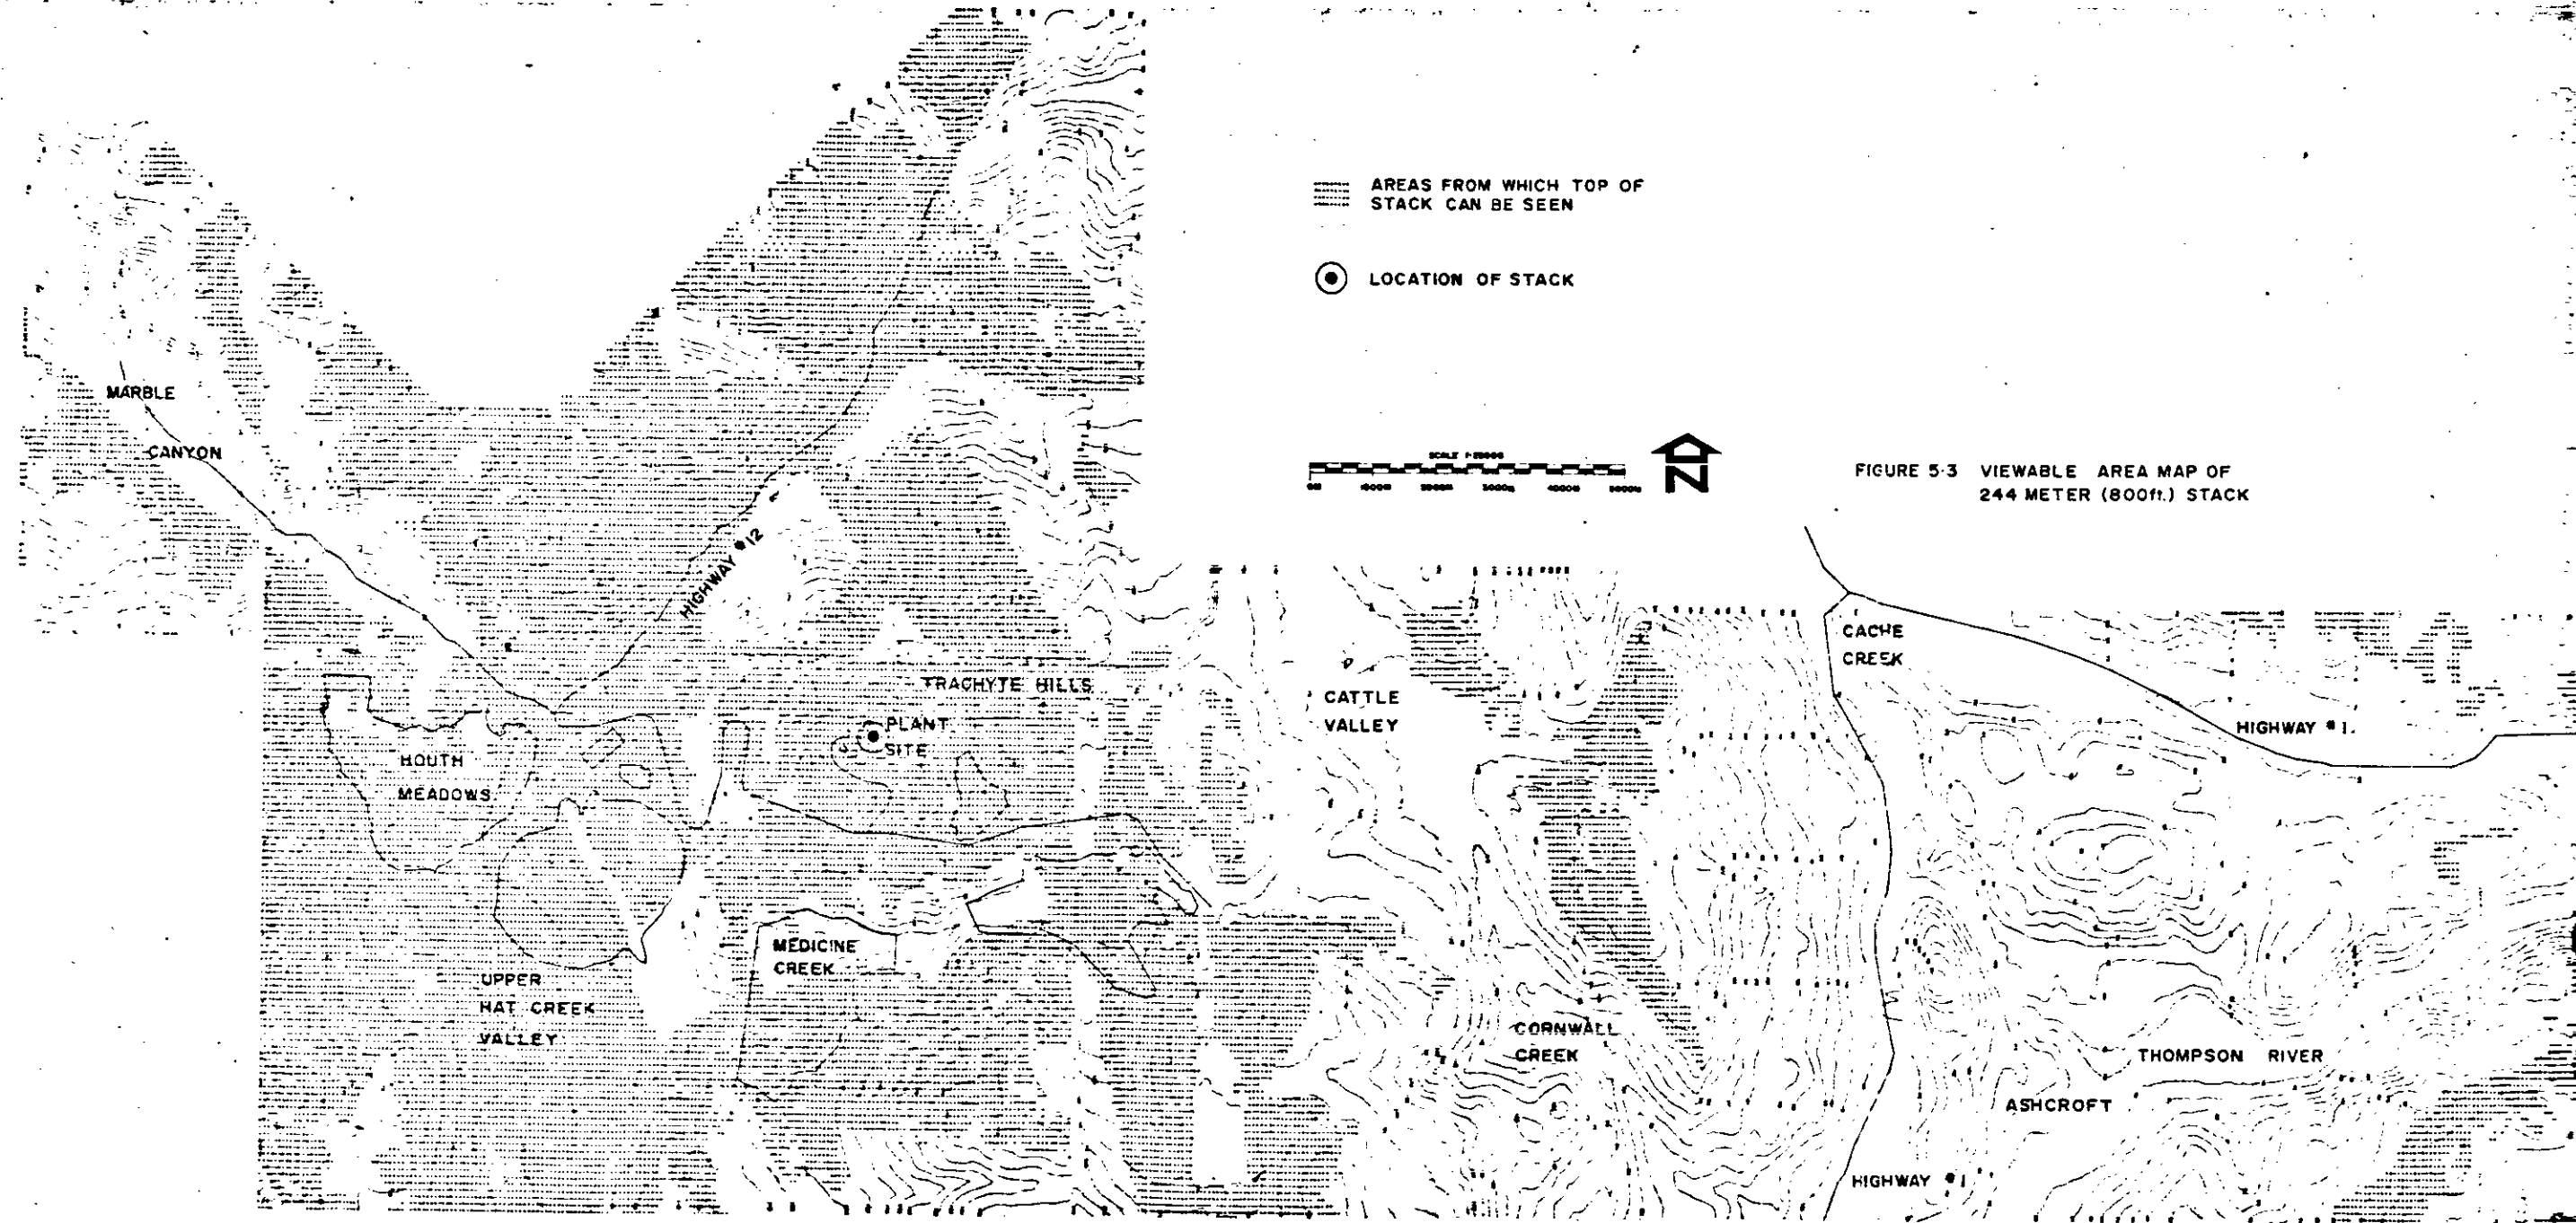 AREAS FROM WHICH TOP OF
STACK CAN BE SEEN
LOCATION OF STACK
MARBLE
CANYON
FIGURE 5·3 VIEWABLE AREA MAP OF
244 METER (800ft.) STACK
HIGHWAY #12
CACHE
CREEK
TRACHYTE HILLS
CATTLE
VALLEY
PLANT
SITE
HIGHWAY #1.
HOUTH
MEADOWS
MEDICINE
CREEK
UPPER
HAT CREEK
VALLEY
CORNWALL
CREEK
THOMPSON RIVER
ASHCROFT
HIGHWAY #1
N